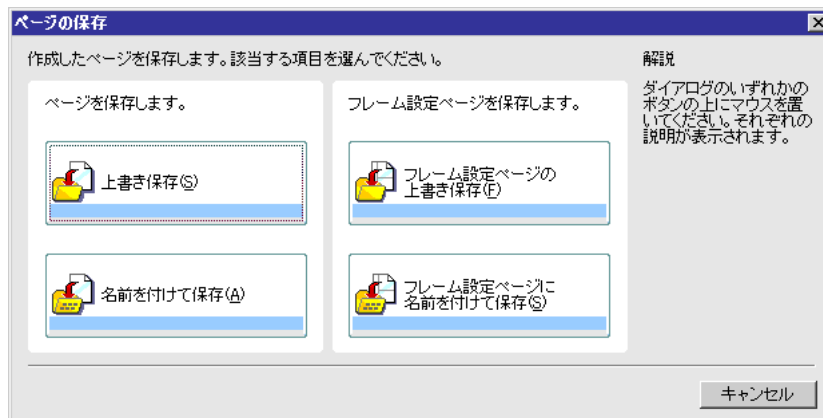 ページの保存
作成したページを保存します。該当する項目を選んでください。
ページを保存します。
上書き保存(S)
名前を付けて保存(A)
フレーム設定ページを保存します。
フレーム設定ページの
上書き保存(F)
フレーム設定ページに
名前を付けて保存(S)
解説
ダイアログのいずれかの
ボタンの上にマウスを置
いてください。それぞれの
説明が表示されます。
キャンセル